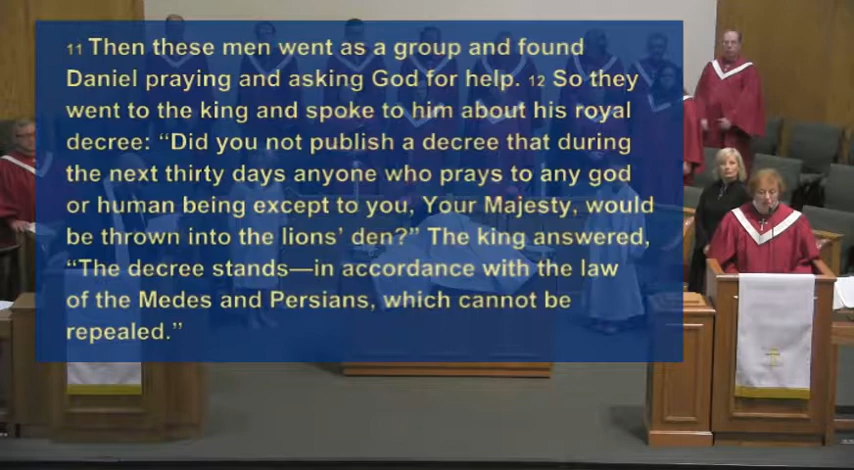 11 Then these men went as a group and found
Daniel praying and asking God for help. 12 So they
went to the king and spoke to him about his royal
decree: “Did you not publish a decree that during
the next thirty days anyone who prays to any god
or human being except to you, Your Majesty, would
be thrown into the lions’ den?” The king answered,
“The decree stands—in accordance with the law
of the Medes and Persians, which cannot be
repealed.”